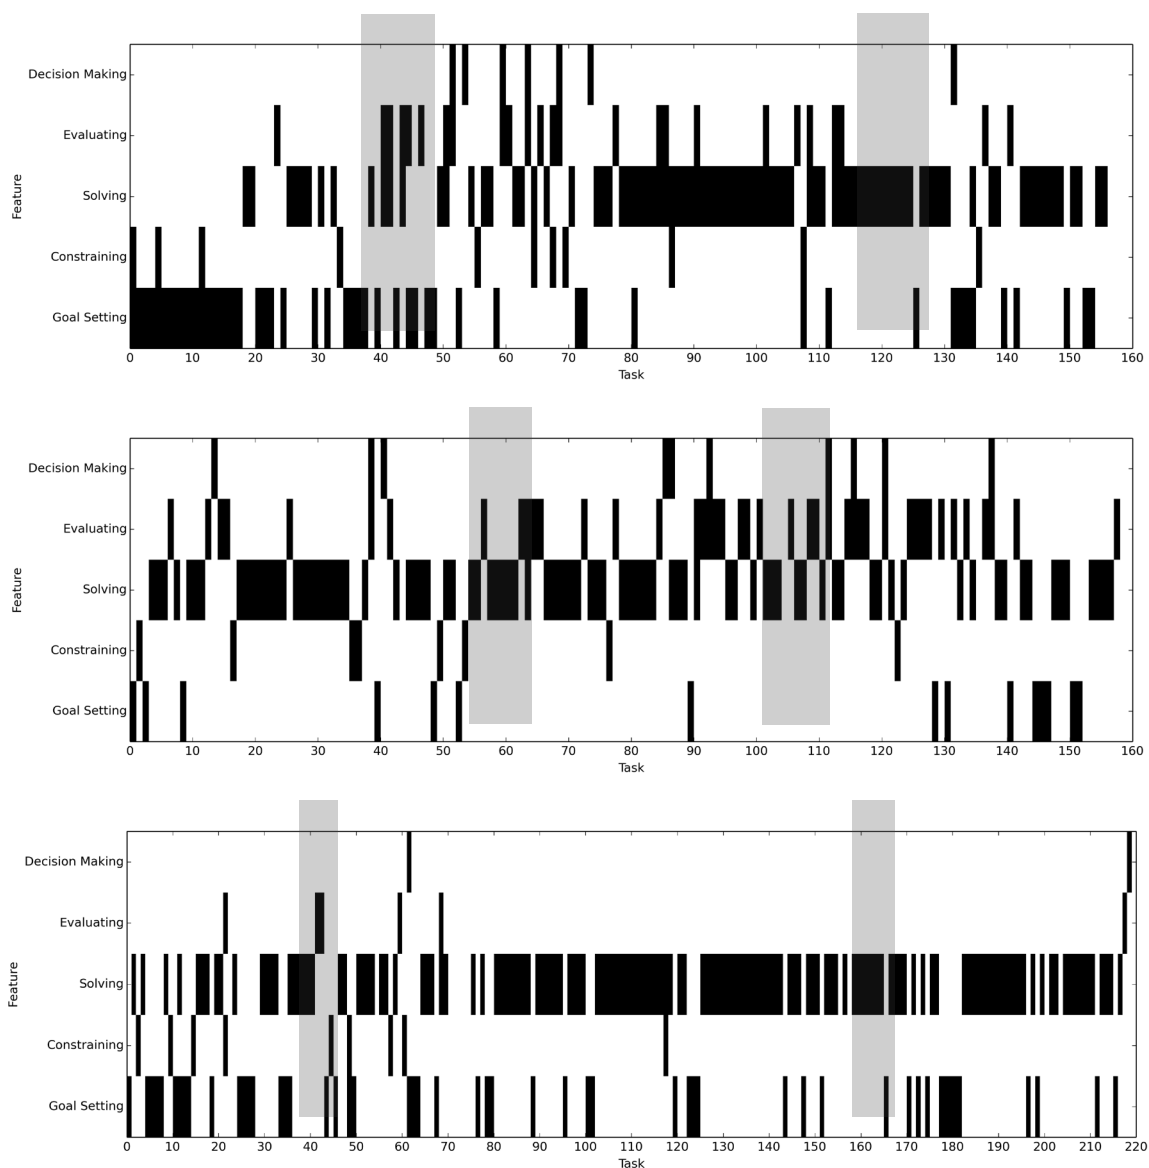 Decision Making
Evaluating
Solving
Constraining
Goal Setting
Feature
0 10 20 30 40 50 60 70 80 90 100 110 120 130 140 150 160
Task
Decision Making
Evaluating
Solving
Constraining
Goal Setting
Feature
0 10 20 30 40 50 60 70 80 90 100 110 120 130 140 150 160
Task
Decision Making
Evaluating
Solving
Constraining
Goal Setting
Feature
0 10 20 30 40 50 60 70 80 90 100 110 120 130 140 150 160 170 180 190 200 210 220
Task